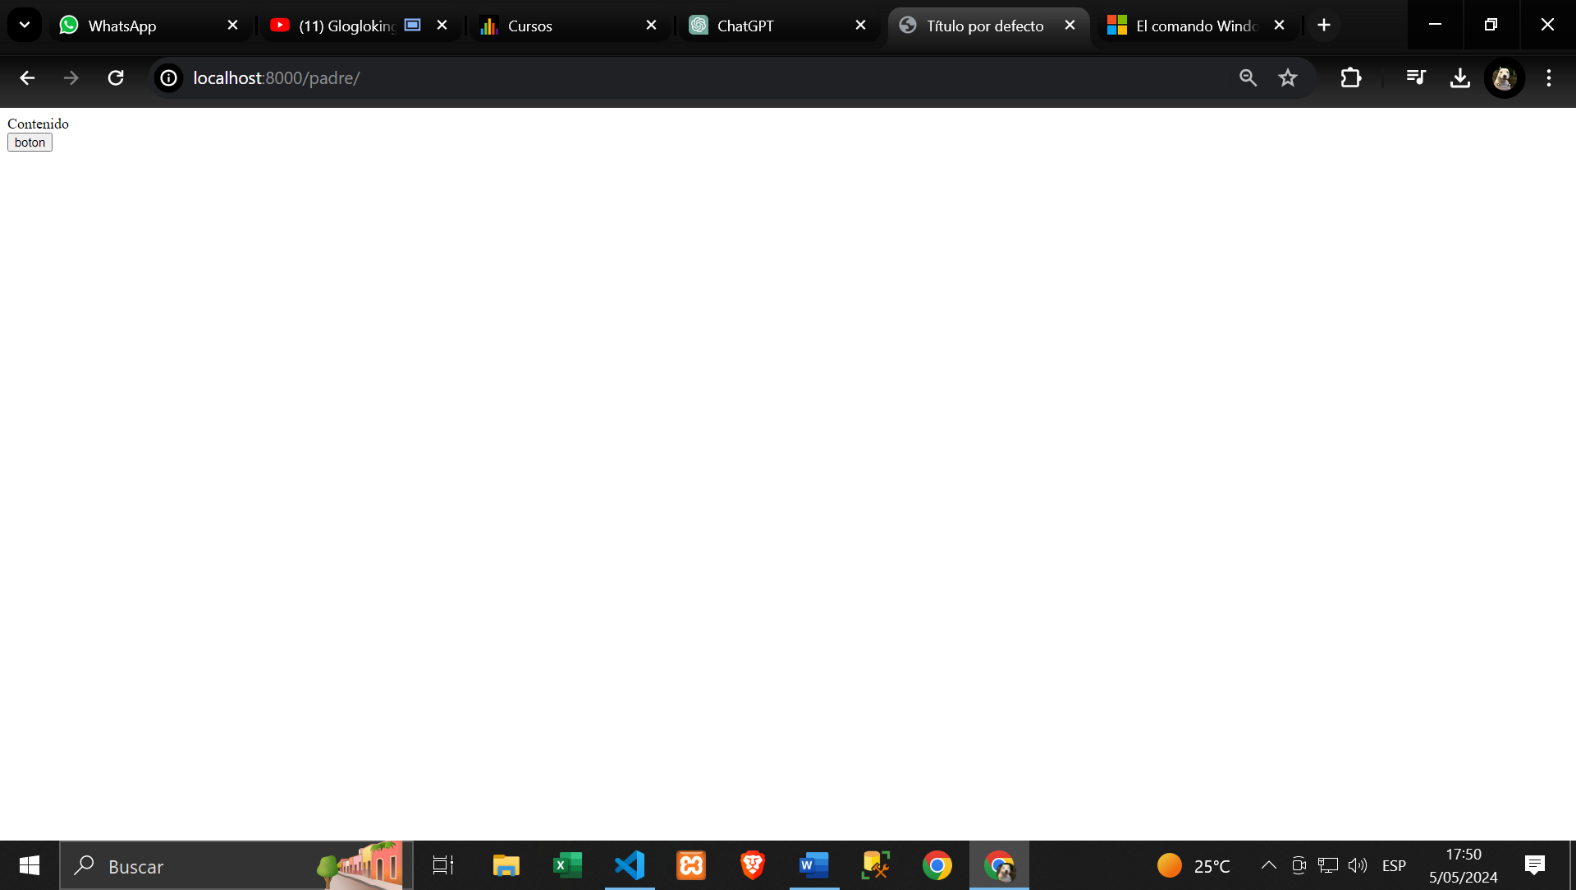 WhatsApp
(11) Glogloking
Cursos
ChatGPT
Título por defecto
El comando Windo
localhost:8000/padre/
Contenido
boton
Buscar
25°C
ESP
17:50
5/05/2024